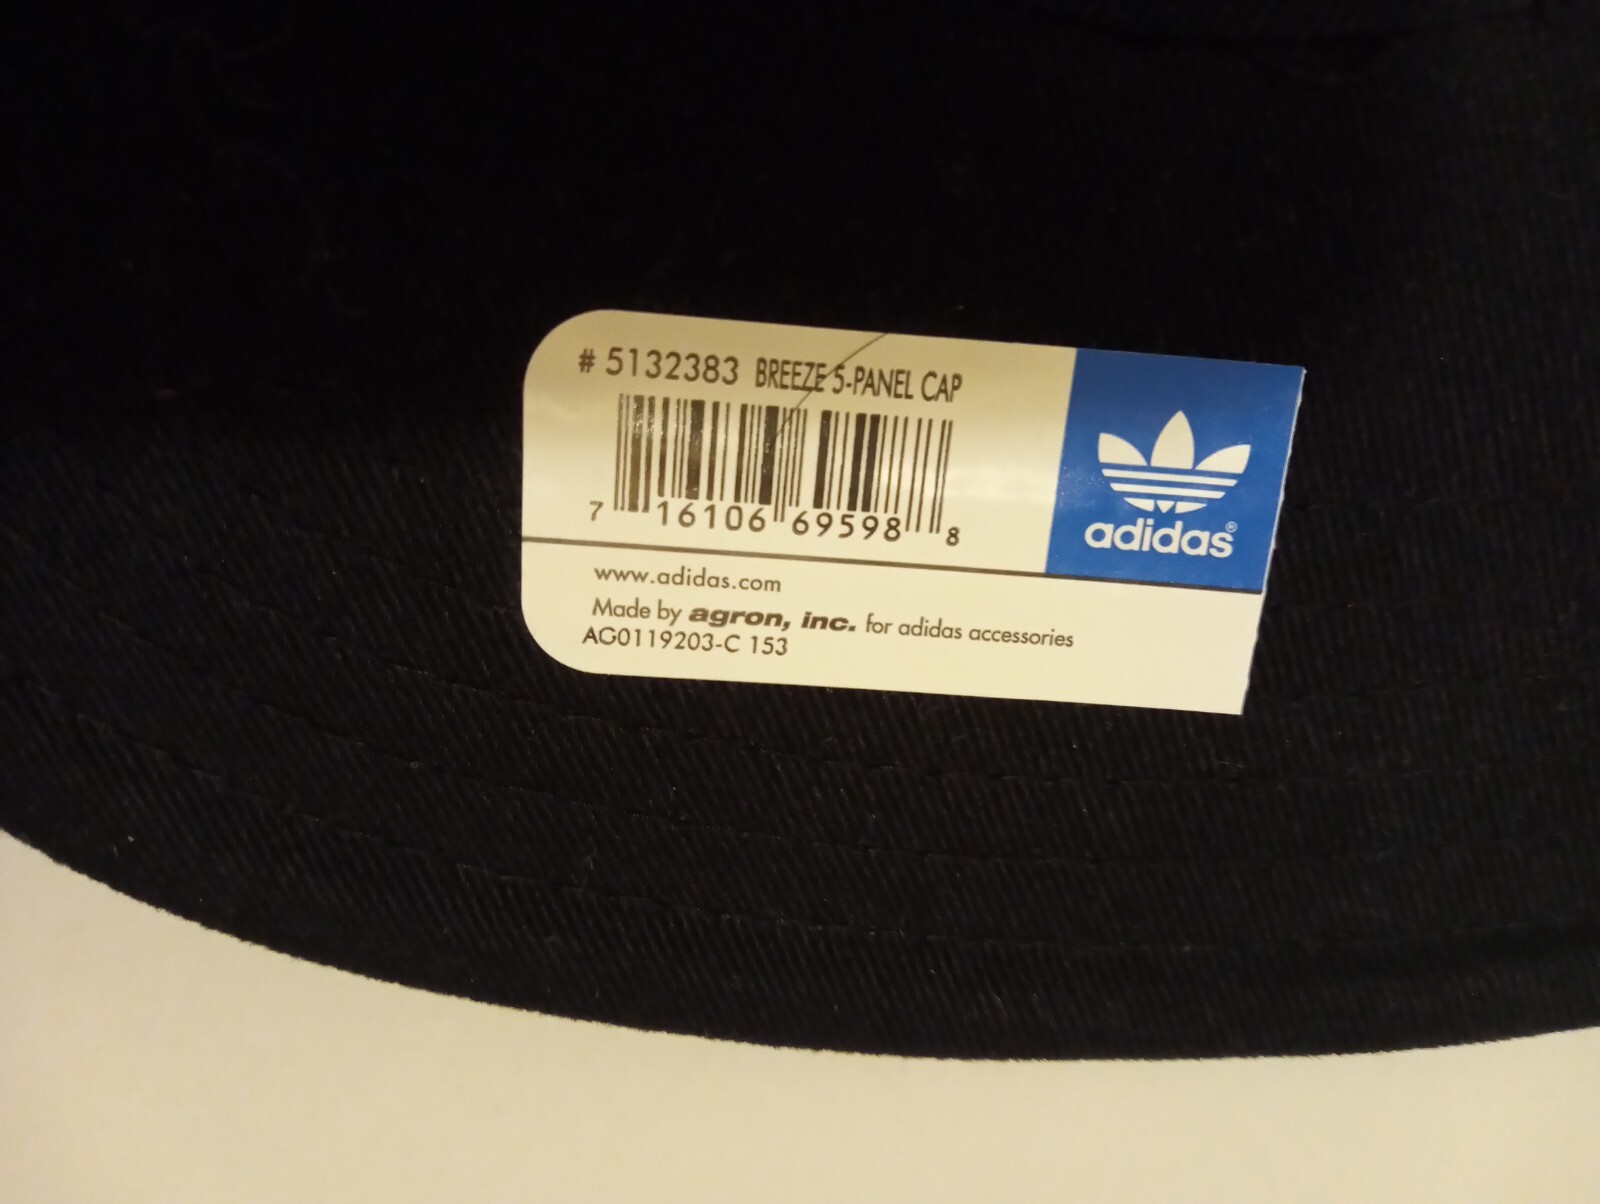 # 5132383 BREEZE 5-PANEL CAP
7 16106 69598 8
adidas®
www.adidas.com
Made by agron, inc. for adidas accessories
AG0119203-C 153